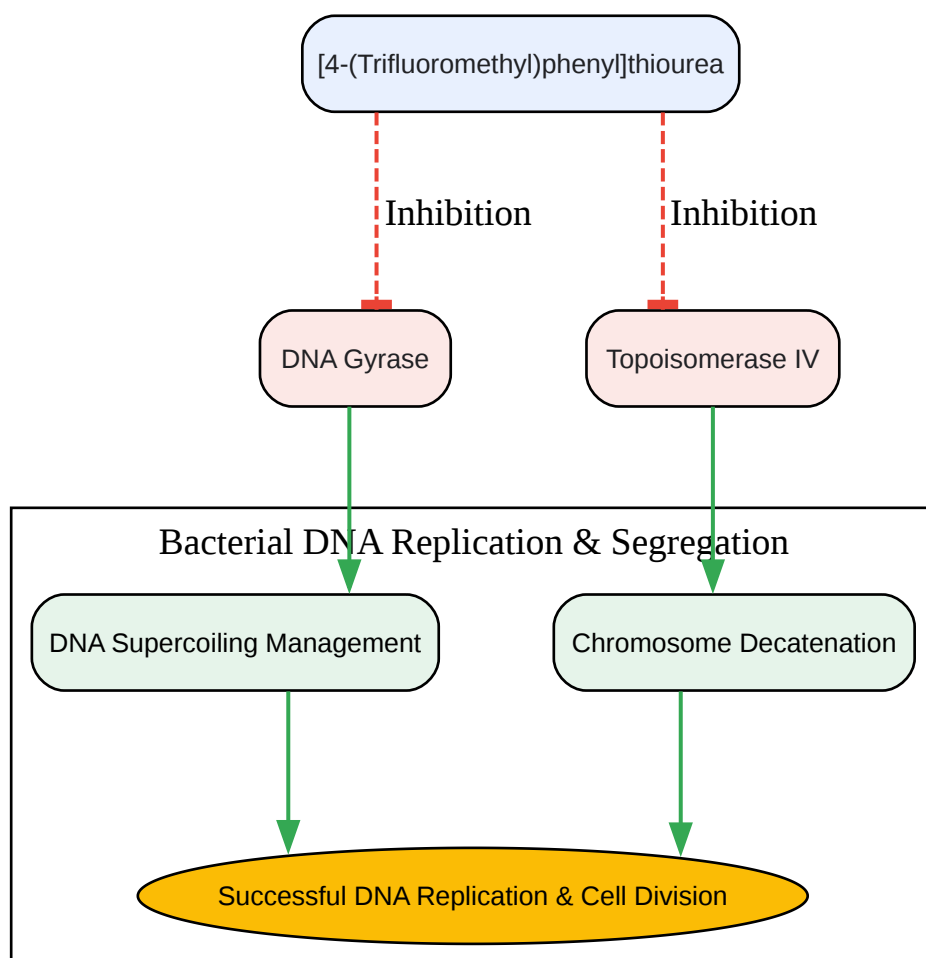 [4-(Trifluoromethyl)phenyl]thiourea
Inhibition
Inhibition
DNA Gyrase
Topoisomerase IV
Bacterial DNA Replication & Segregation
DNA Supercoiling Management
Chromosome Decatenation
Successful DNA Replication & Cell Division